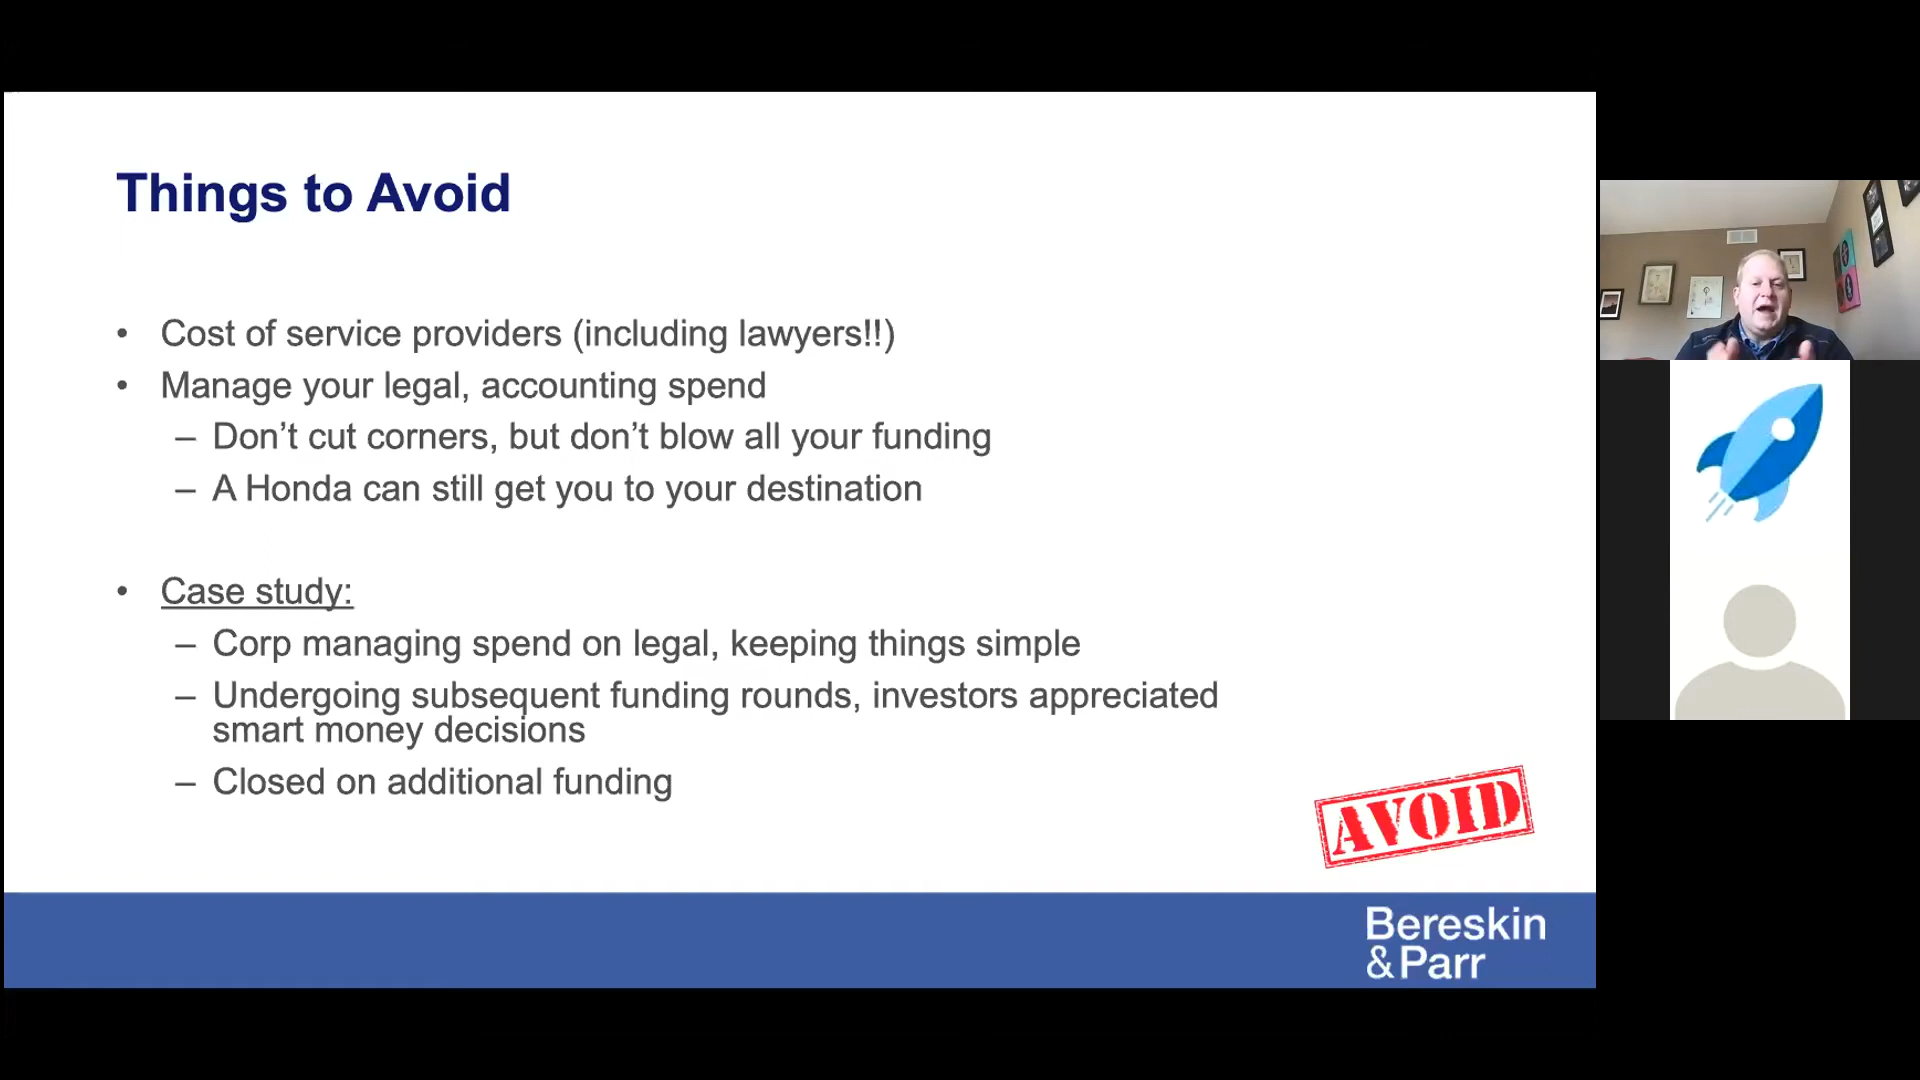 Things to Avoid
• Cost of service providers (including lawyers!!)
• Manage your legal, accounting spend
– Don’t cut corners, but don’t blow all your funding
– A Honda can still get you to your destination
• Case study:
– Corp managing spend on legal, keeping things simple
– Undergoing subsequent funding rounds, investors appreciated
smart money decisions
– Closed on additional funding
AVOID
Bereskin
& Parr